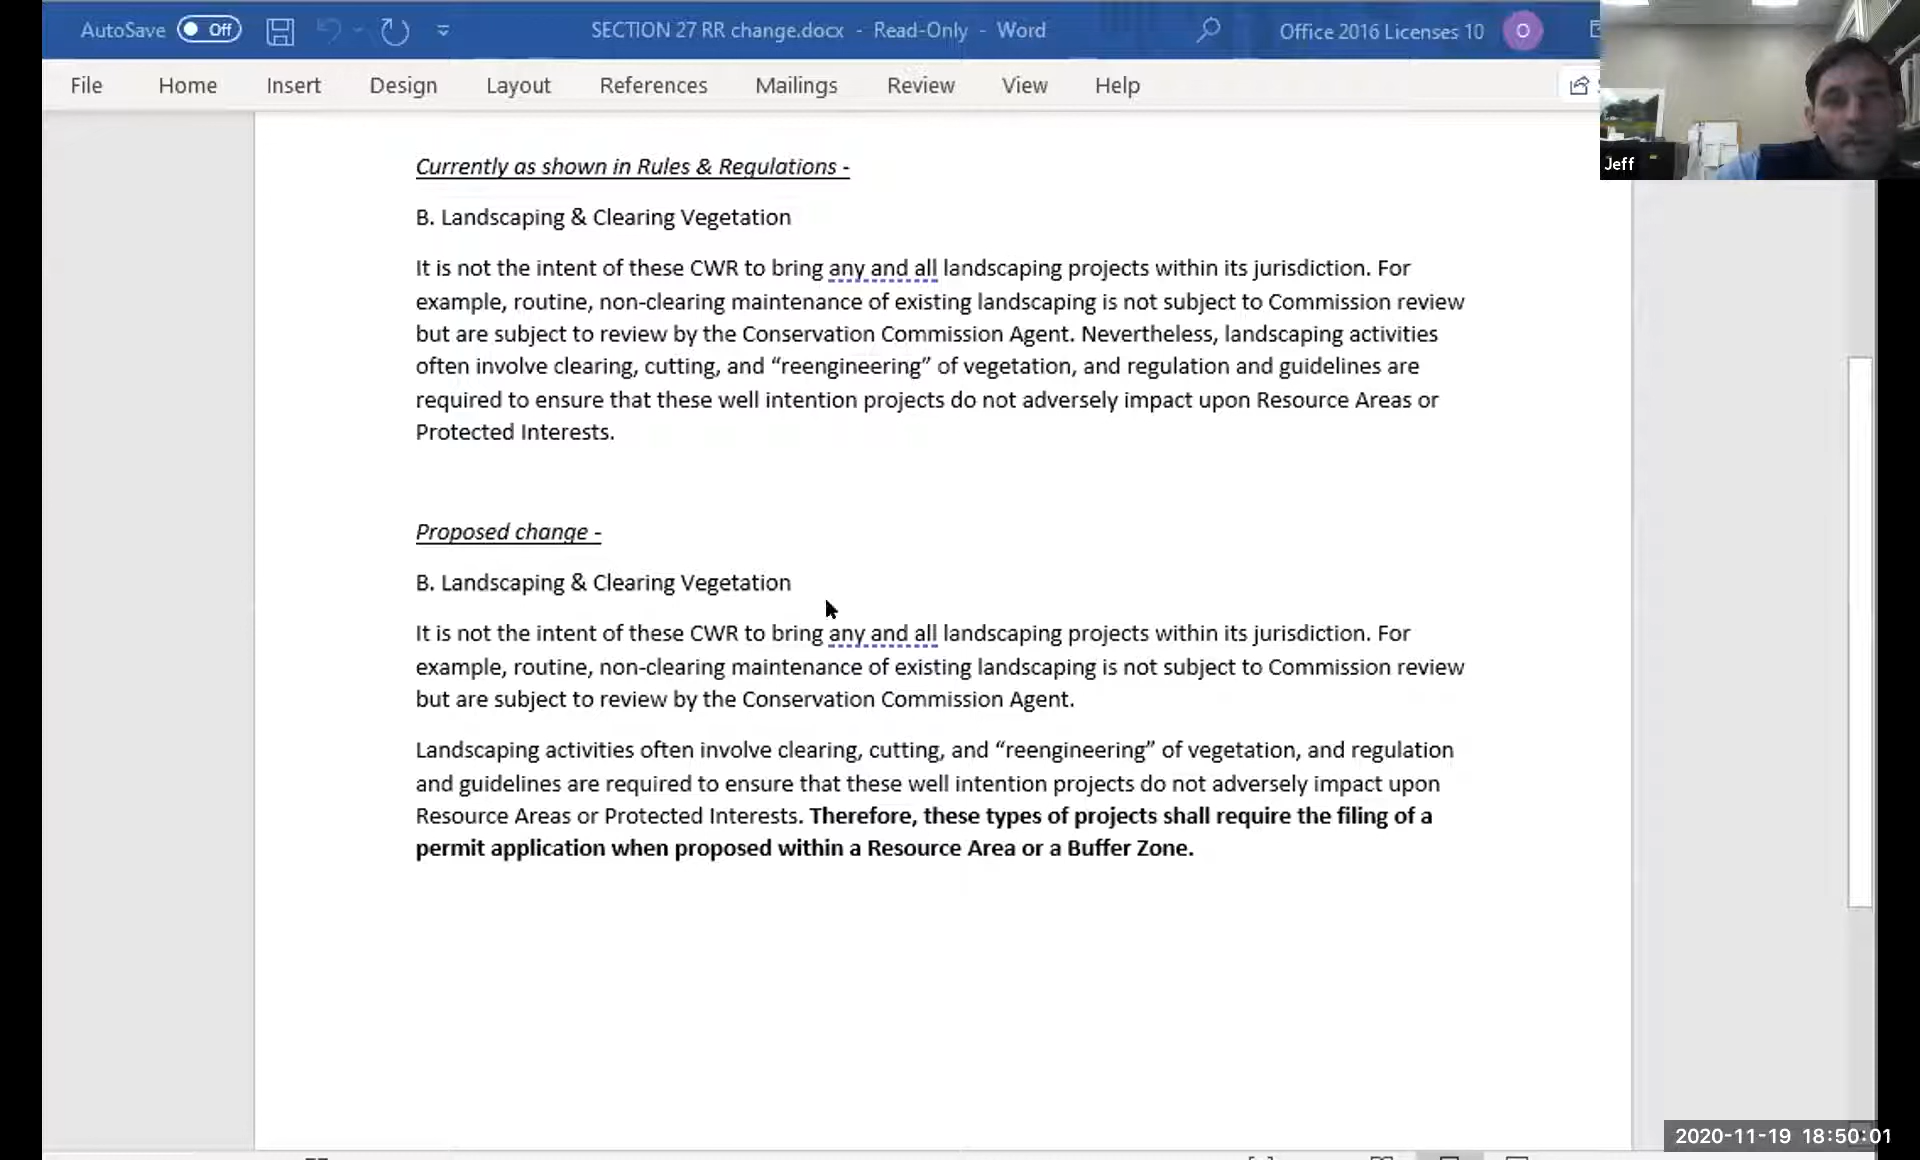 AutoSave Off SECTION 27 RR change.docx - Read-Only - Word Office 2016 Licenses 10 O
File Home Insert Design Layout References Mailings Review View Help
Jeff
Currently as shown in Rules & Regulations -
B. Landscaping & Clearing Vegetation
It is not the intent of these CWR to bring any and all landscaping projects within its jurisdiction. For
example, routine, non-clearing maintenance of existing landscaping is not subject to Commission review
but are subject to review by the Conservation Commission Agent. Nevertheless, landscaping activities
often involve clearing, cutting, and “reengineering” of vegetation, and regulation and guidelines are
required to ensure that these well intention projects do not adversely impact upon Resource Areas or
Protected Interests.
Proposed change -
B. Landscaping & Clearing Vegetation
It is not the intent of these CWR to bring any and all landscaping projects within its jurisdiction. For
example, routine, non-clearing maintenance of existing landscaping is not subject to Commission review
but are subject to review by the Conservation Commission Agent.
Landscaping activities often involve clearing, cutting, and “reengineering” of vegetation, and regulation
and guidelines are required to ensure that these well intention projects do not adversely impact upon
Resource Areas or Protected Interests. Therefore, these types of projects shall require the filing of a
permit application when proposed within a Resource Area or a Buffer Zone.
2020-11-19 18:50:01